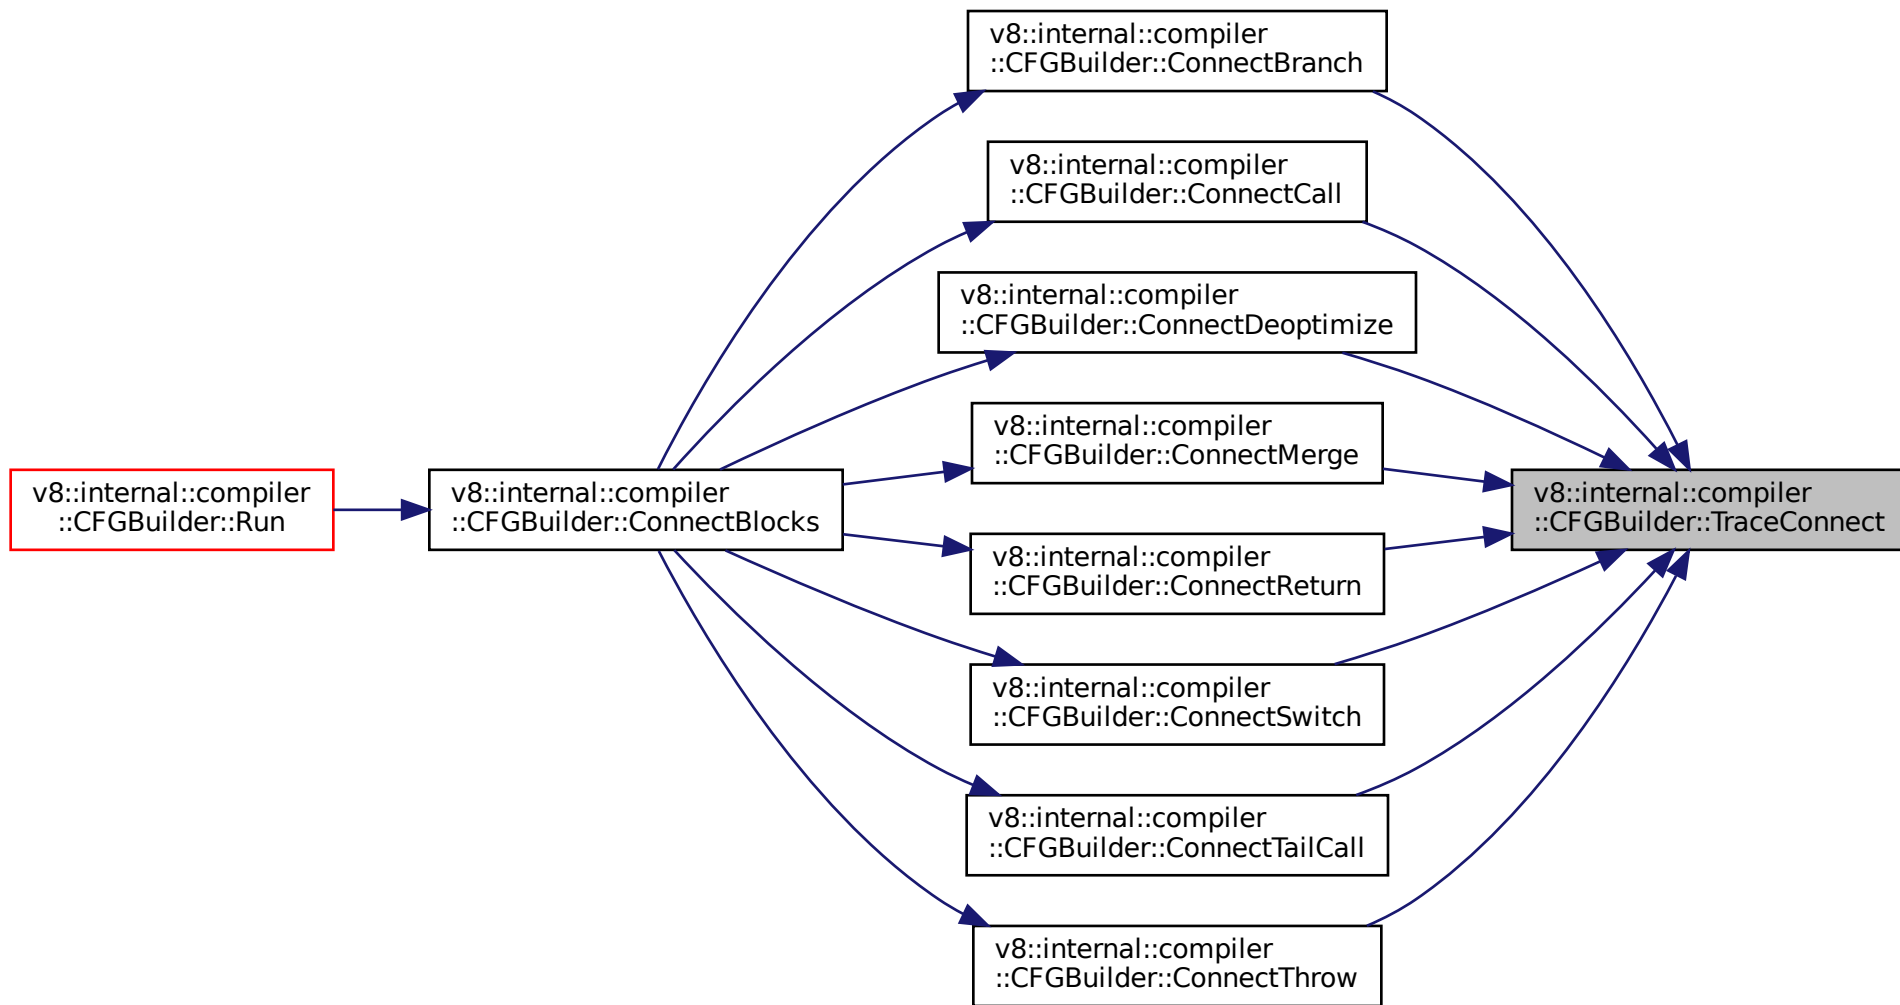 v8::internal::compiler
::CFGBuilder::ConnectBranch
v8::internal::compiler
::CFGBuilder::ConnectCall
v8::internal::compiler
::CFGBuilder::ConnectDeoptimize
v8::internal::compiler
::CFGBuilder::ConnectMerge
v8::internal::compiler
::CFGBuilder::Run
v8::internal::compiler
::CFGBuilder::ConnectBlocks
v8::internal::compiler
::CFGBuilder::TraceConnect
v8::internal::compiler
::CFGBuilder::ConnectReturn
v8::internal::compiler
::CFGBuilder::ConnectSwitch
v8::internal::compiler
::CFGBuilder::ConnectTailCall
v8::internal::compiler
::CFGBuilder::ConnectThrow